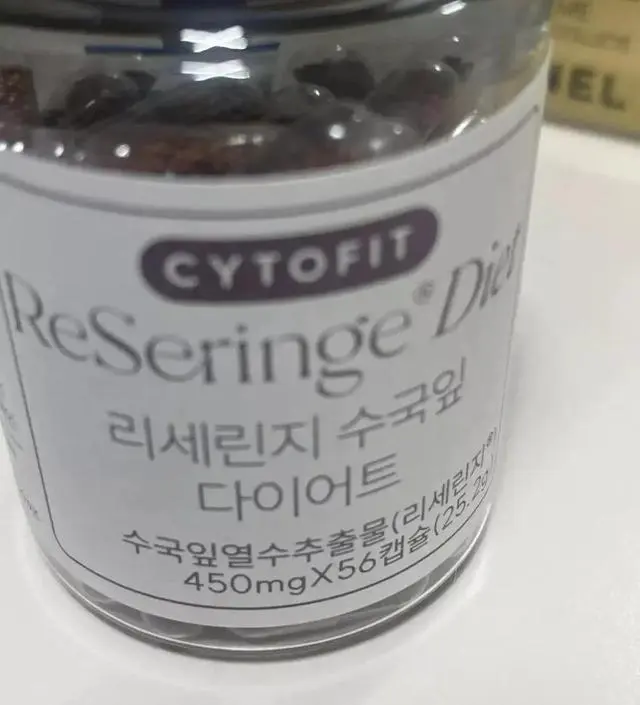 CYTOFIT
ReSeringe® Diet
리세린지 수국잎
다이어트
수국잎열수추출물(리세린지®)
450mgX56캡슐(25.2g)